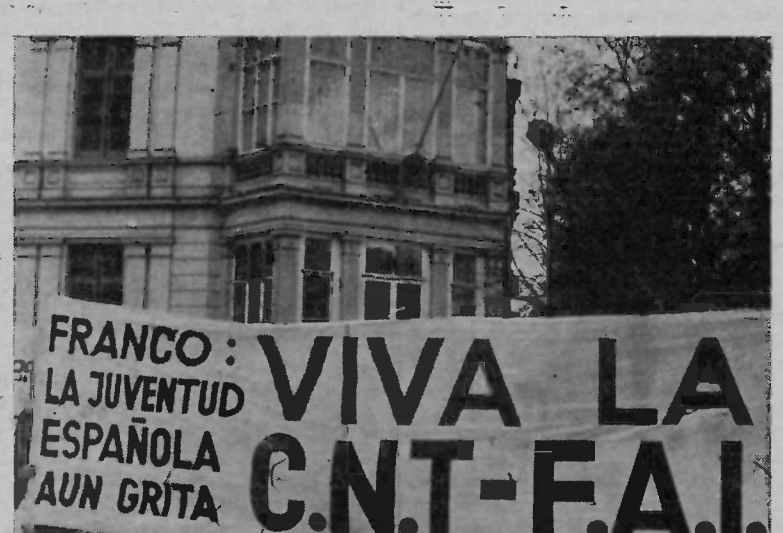 FRANCO:
LA JUVENTUD
ESPAÑOLA
AUN GRITA
VIVA LA
C.N.T-F.A.I.